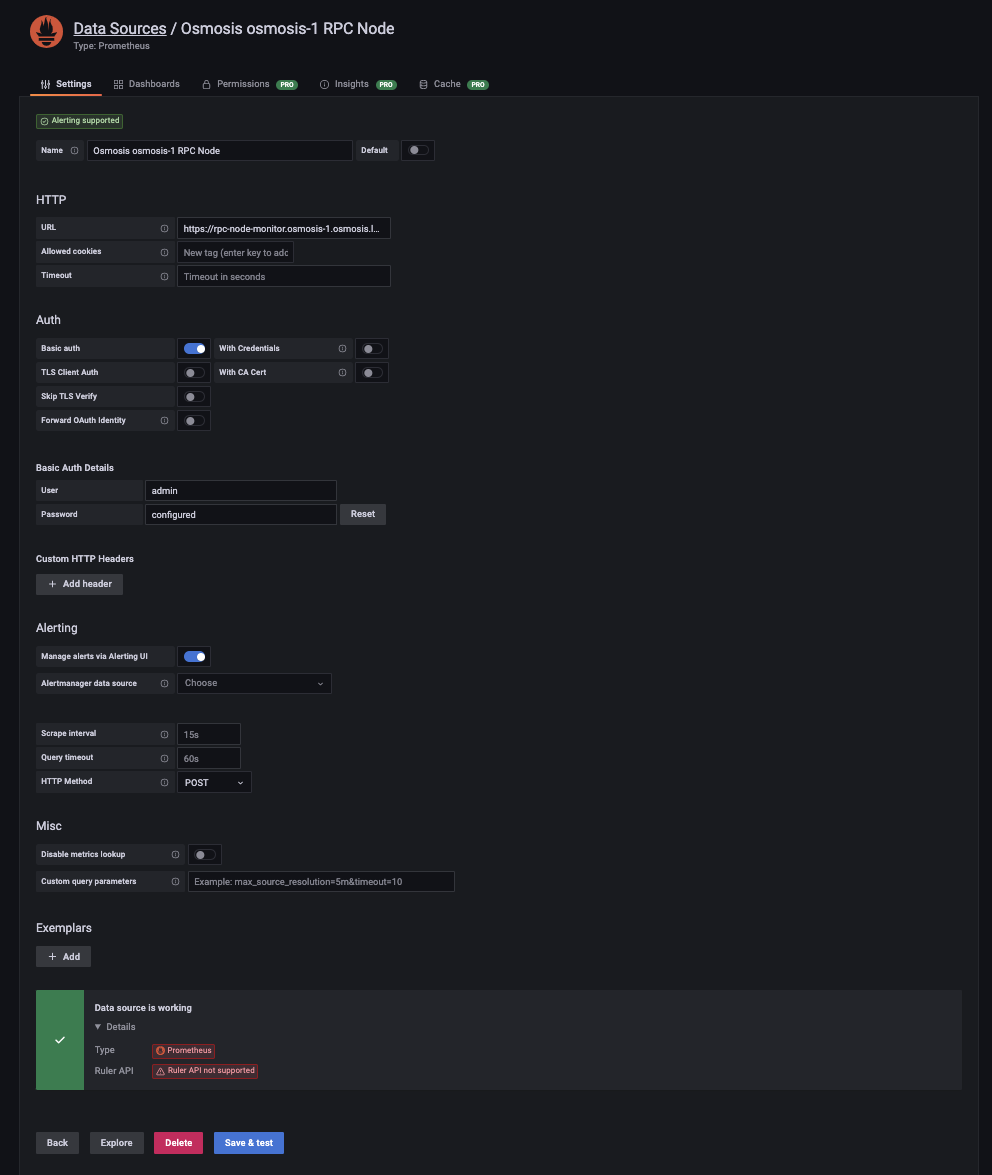 Data Sources / Osmosis osmosis-1 RPC Node
Type: Prometheus
Settings Dashboards Permissions PRO Insights PRO Cache PRO
Alerting supported
Name Osmosis osmosis-1 RPC Node Default
HTTP
URL https://rpc-node-monitor.osmosis-1.osmosis.l...
Allowed cookies New tag (enter key to adc
Timeout Timeout in seconds
Auth
Basic auth With Credentials
TLS Client Auth With CA Cert
Skip TLS Verify
Forward OAuth Identity
Basic Auth Details
User admin
Password configured Reset
Custom HTTP Headers
+ Add header
Alerting
Manage alerts via Alerting UI
Alertmanager data source Choose
Scrape interval 15s
Query timeout 60s
HTTP Method POST
Misc
Disable metrics lookup
Custom query parameters Example: max_source_resolution=5m&timeout=10
Exemplars
+ Add
Data source is working
Details
Type Prometheus
Ruler API Ruler API not supported
Back Explore Delete Save & test